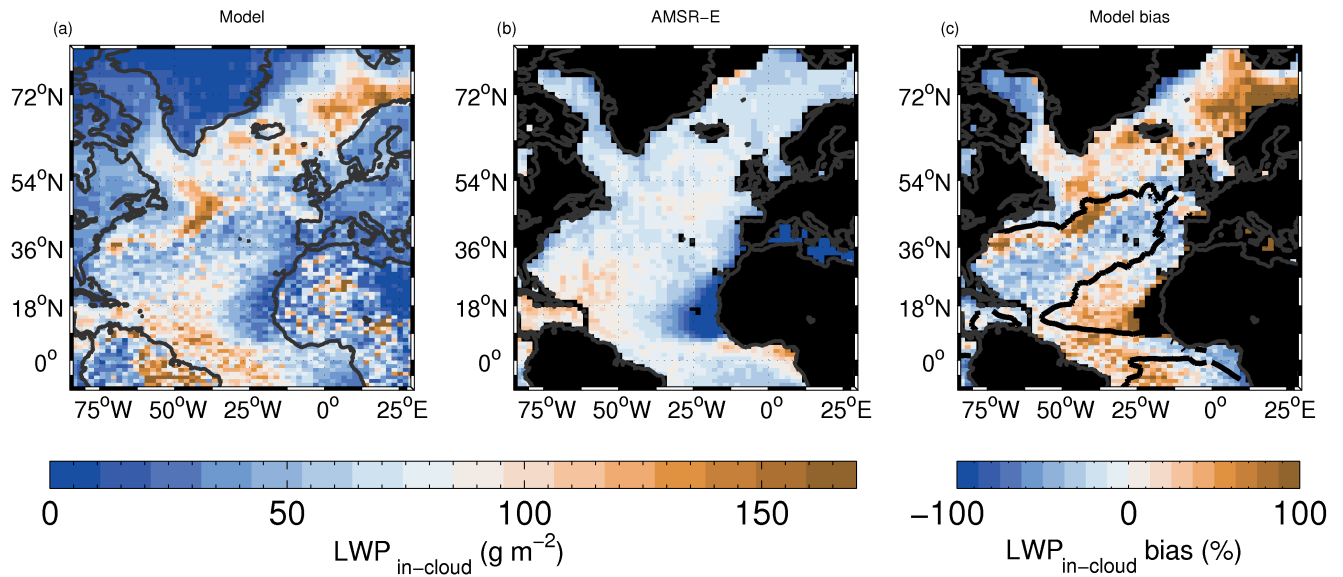 Model AMSR−E Model bias
(a) (b) (c)
72°N 72°N 72°N
54°N 54°N 54°N
36°N 36°N 36°N
18°N 18°N 18°N
0° 0° 0°
75°W 50°W 25°W 0° 25°E 75°W 50°W 25°W 0° 25°E 75°W 50°W 25°W 0° 25°E
0 50 100 150 −100 0 100
LWP in−cloud (g m−2) LWP in−cloud bias (%)